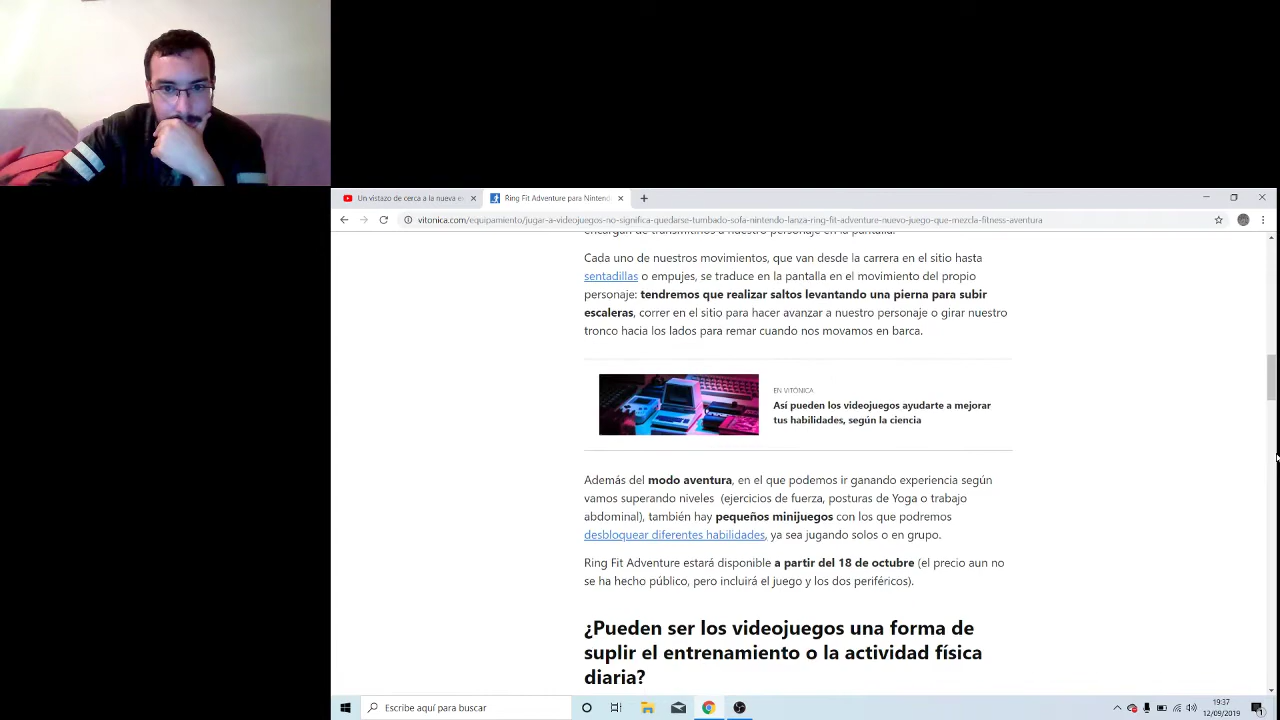 Un vistazo de cerca a la nueva ex
Ring Fit Adventure para Nintendo
vitonica.com/equipamiento/jugar-a-videojuegos-no-significa-quedarse-tumbado-sofa-nintendo-lanza-ring-fit-adventure-nuevo-juego-que-mezcla-fitness-aventura
encargan de transmitirlos a nuestro personaje en la pantalla.
Cada uno de nuestros movimientos, que van desde la carrera en el sitio hasta
sentadillas o empujes, se traduce en la pantalla en el movimiento del propio
personaje: tendremos que realizar saltos levantando una pierna para subir
escaleras, correr en el sitio para hacer avanzar a nuestro personaje o girar nuestro
tronco hacia los lados para remar cuando nos movamos en barca.
EN VITÓNICA
Así pueden los videojuegos ayudarte a mejorar
tus habilidades, según la ciencia
Además del modo aventura, en el que podemos ir ganando experiencia según
vamos superando niveles (ejercicios de fuerza, posturas de Yoga o trabajo
abdominal), también hay pequeños minijuegos con los que podremos
desbloquear diferentes habilidades, ya sea jugando solos o en grupo.
Ring Fit Adventure estará disponible a partir del 18 de octubre (el precio aun no
se ha hecho público, pero incluirá el juego y los dos periféricos).
¿Pueden ser los videojuegos una forma de
suplir el entrenamiento o la actividad física
diaria?
Escribe aquí para buscar
19:37
12/09/2019